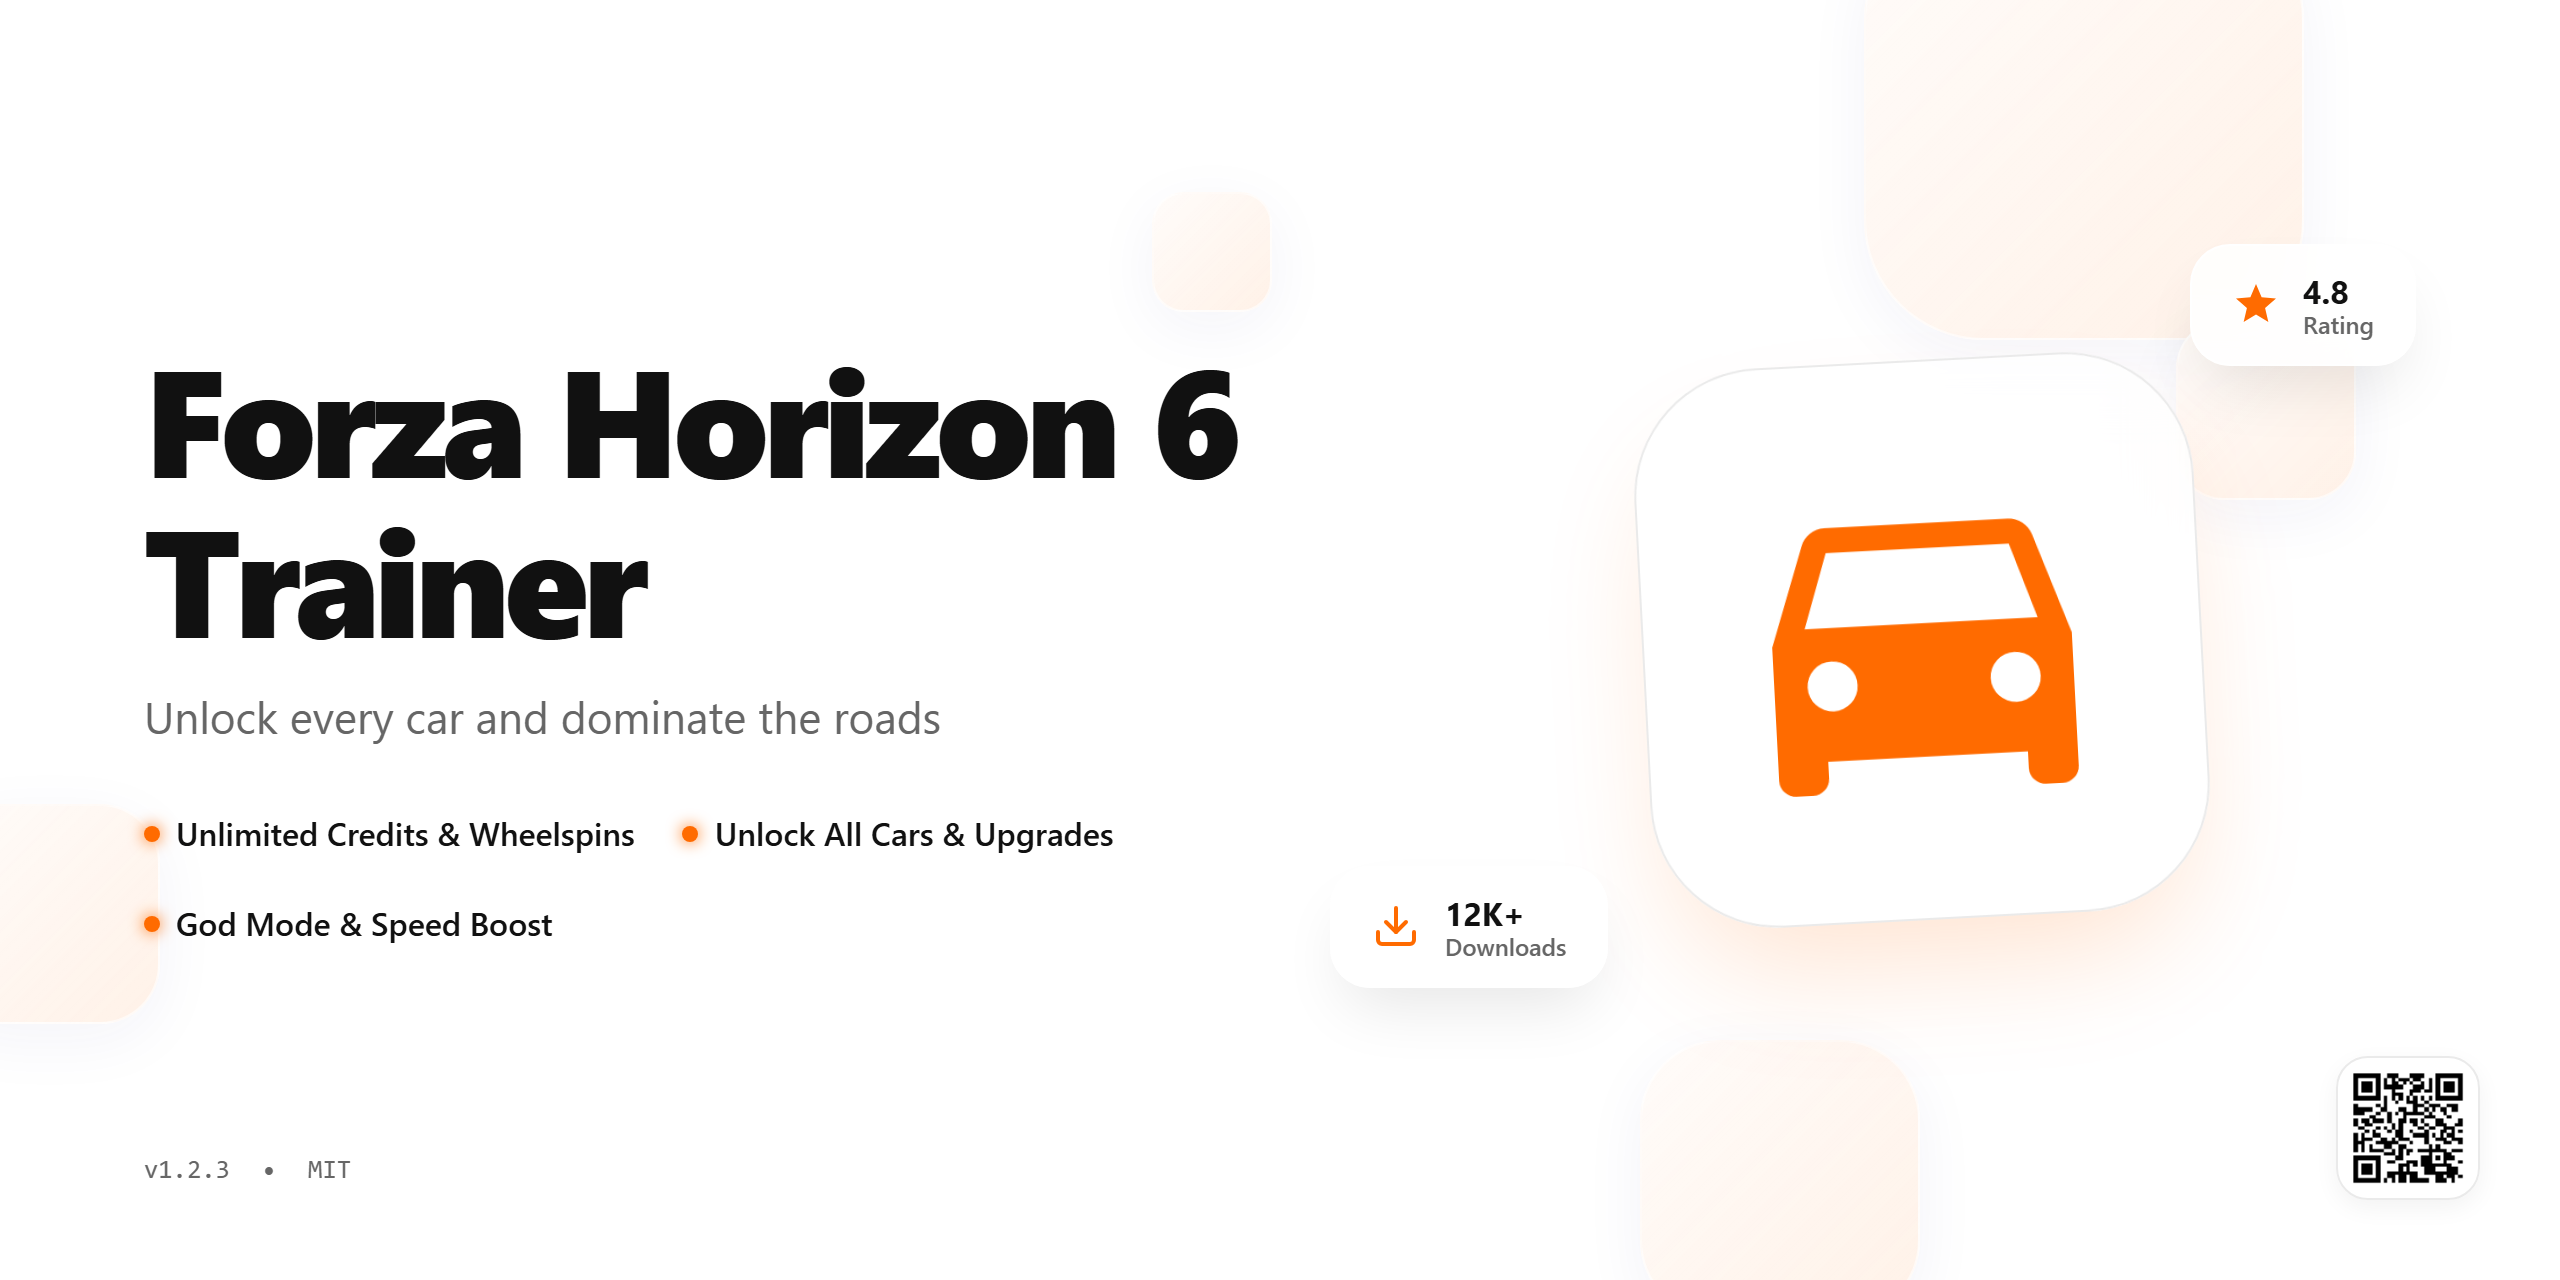 Forza Horizon 6
Trainer
Unlock every car and dominate the roads
Unlimited Credits & Wheelspins
Unlock All Cars & Upgrades
God Mode & Speed Boost
v1.2.3 • MIT
4.8
Rating
12K+
Downloads